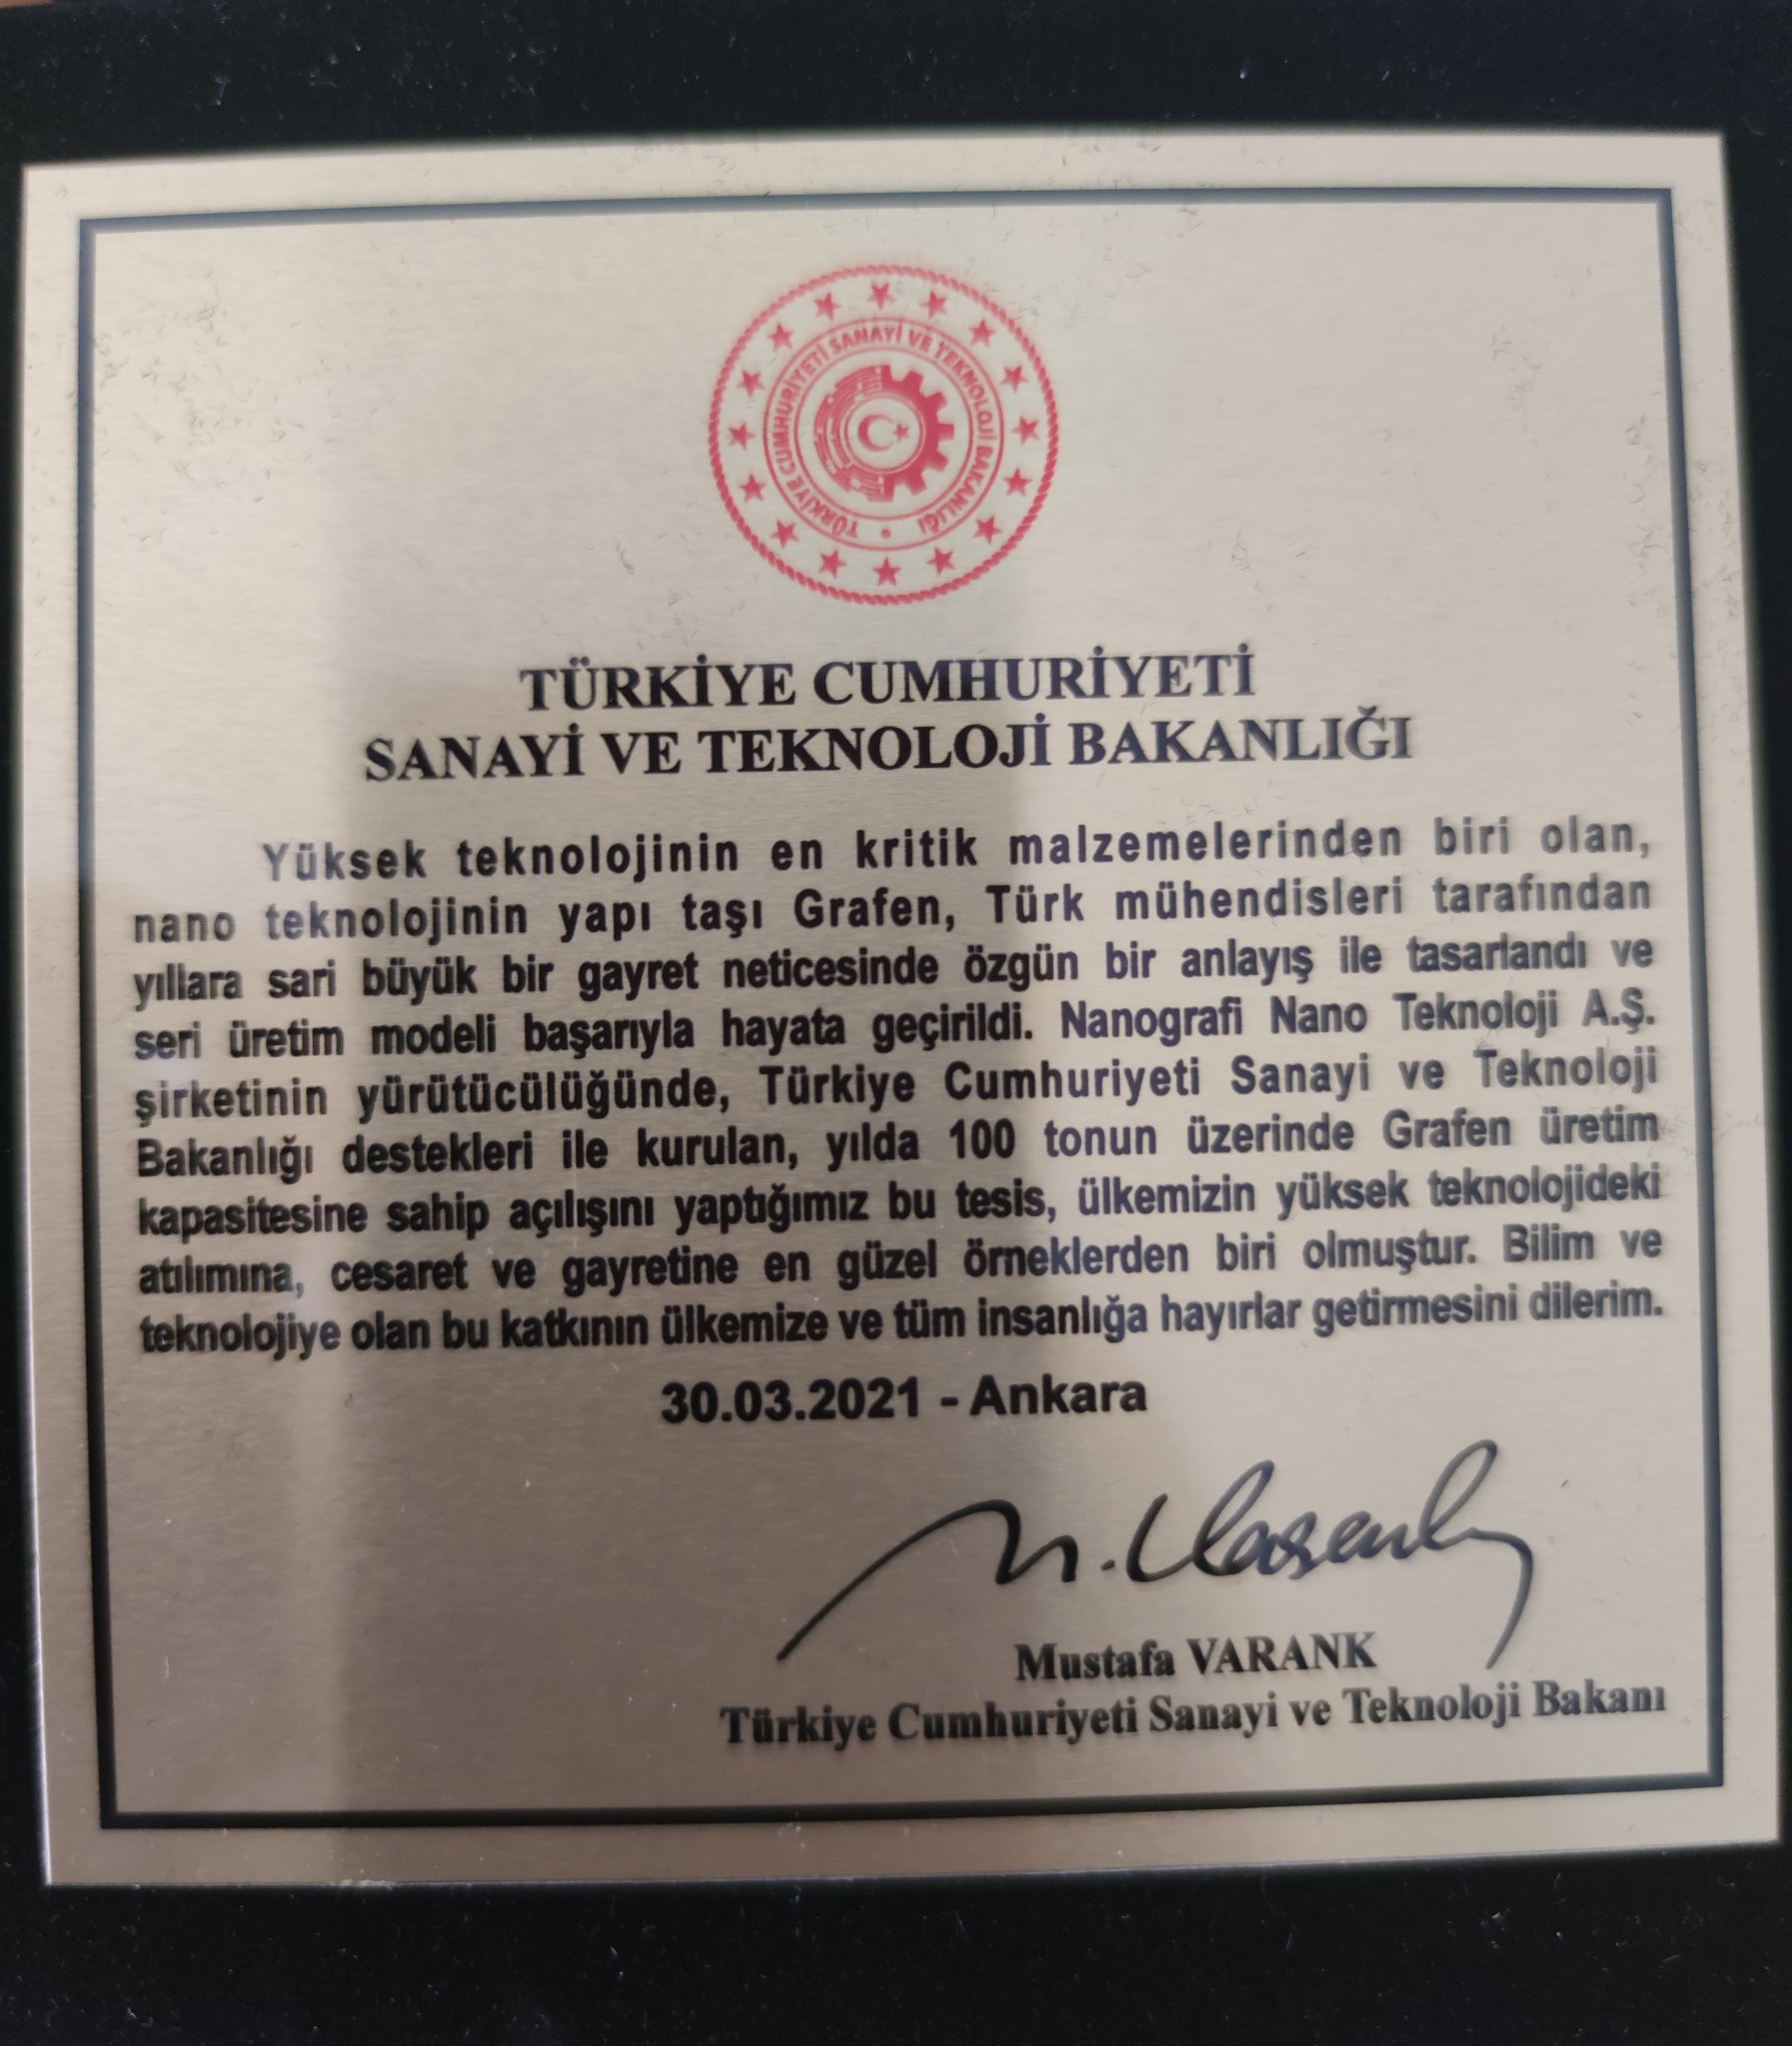 TÜRKİYE CUMHURİYETİ SANAYİ VE TEKNOLOJİ BAKANLIĞI
TÜRKİYE CUMHURİYETİ
SANAYİ VE TEKNOLOJİ BAKANLIĞI
Yüksek teknolojinin en kritik malzemelerinden biri olan,
nano teknolojinin yapı taşı Grafen, Türk mühendisleri tarafından
yıllara sari büyük bir gayret neticesinde özgün bir anlayış ile tasarlandı ve
seri üretim modeli başarıyla hayata geçirildi. Nanografi Nano Teknoloji A.Ş.
şirketinin yürütücülüğünde, Türkiye Cumhuriyeti Sanayi ve Teknoloji
Bakanlığı destekleri ile kurulan, yılda 100 tonun üzerinde Grafen üretim
kapasitesine sahip açılışını yaptığımız bu tesis, ülkemizin yüksek teknolojideki
atılımına, cesaret ve gayretine en güzel örneklerden biri olmuştur. Bilim ve
teknolojiye olan bu katkının ülkemize ve tüm insanlığa hayırlar getirmesini dilerim.
30.03.2021 - Ankara
M. Varank
Mustafa VARANK
Türkiye Cumhuriyeti Sanayi ve Teknoloji Bakanı